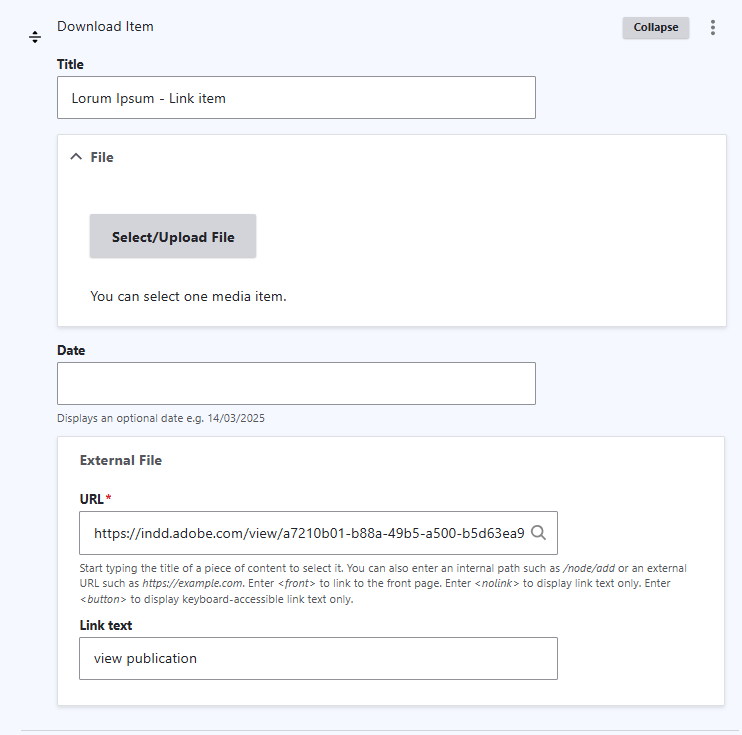 Download Item
Collapse
Title
Lorum Ipsum - Link item
File
Select/Upload File
You can select one media item.
Date
Displays an optional date e.g. 14/03/2025
External File
URL*
https://indd.adobe.com/view/a7210b01-b88a-49b5-a500-b5d63ea9
Start typing the title of a piece of content to select it. You can also enter an internal path such as /node/add or an external
URL such as https://example.com. Enter <front> to link to the front page. Enter <nolink> to display link text only. Enter
<button> to display keyboard-accessible link text only.
Link text
view publication